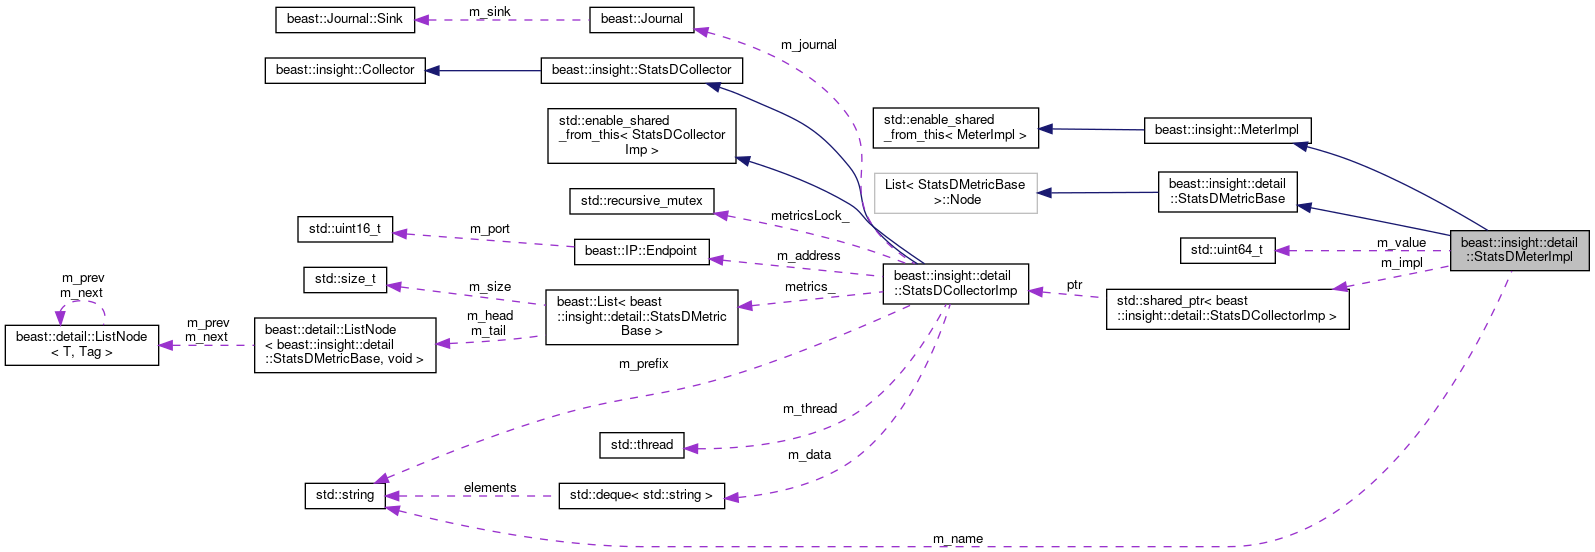 beast::Journal::Sink
m_sink
beast::Journal
m_journal
beast::insight::Collector
beast::insight::StatsDCollector
std::enable_shared
_from_this< StatsDCollector
Imp >
std::enable_shared
_from_this< MeterImpl >
beast::insight::MeterImpl
List< StatsDMetricBase
>::Node
beast::insight::detail
::StatsDMetricBase
std::recursive_mutex
metricsLock_
std::uint16_t
m_port
beast::IP::Endpoint
m_address
std::uint64_t
m_value
m_impl
beast::insight::detail
::StatsDMeterImpl
std::size_t
m_size
beast::List< beast
::insight::detail::StatsDMetric
Base >
metrics_
beast::insight::detail
::StatsDCollectorImp
ptr
std::shared_ptr< beast
::insight::detail::StatsDCollectorImp >
m_prev
m_next
beast::detail::ListNode
< T, Tag >
m_prev
m_next
beast::detail::ListNode
< beast::insight::detail
::StatsDMetricBase, void >
m_head
m_tail
m_prefix
m_thread
std::thread
m_data
std::string
elements
std::deque< std::string >
m_name